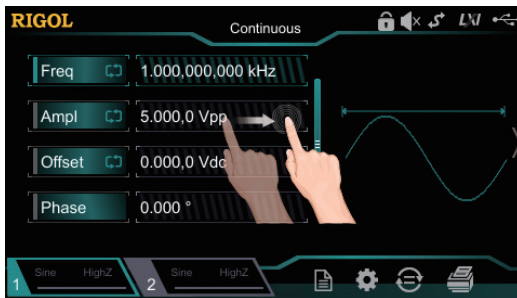 RIGOL
Continuous
LXI
Freq 1.000,000,000 kHz
Ampl 5.000,0 Vpp
Offset 0.000,0 Vdc
Phase 0.000 °
1 Sine HighZ
2 Sine HighZ